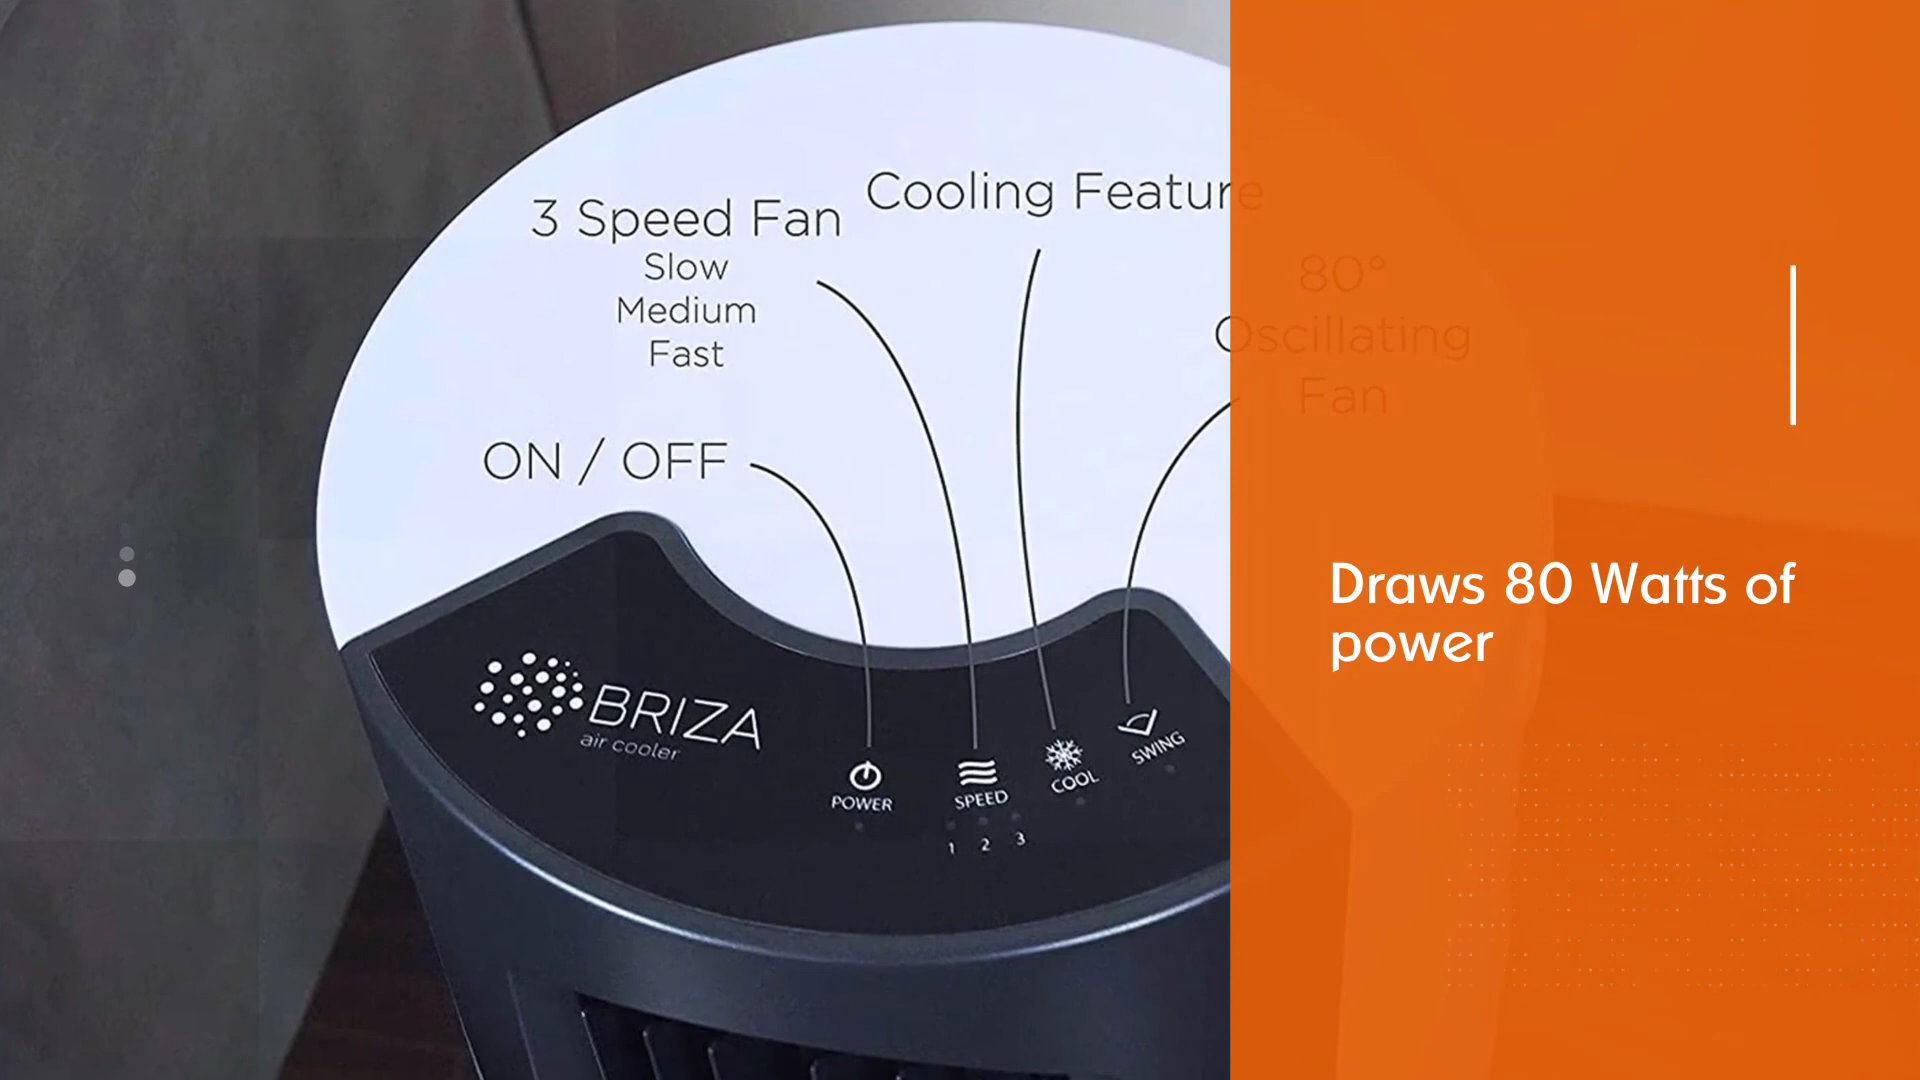 3 Speed Fan
Slow
Medium
Fast
Cooling Feature
80°
Oscillating
Fan
ON / OFF
Draws 80 Watts of
power
BRIZA
air cooler
POWER
SPEED
COOL
SWING
1 2 3